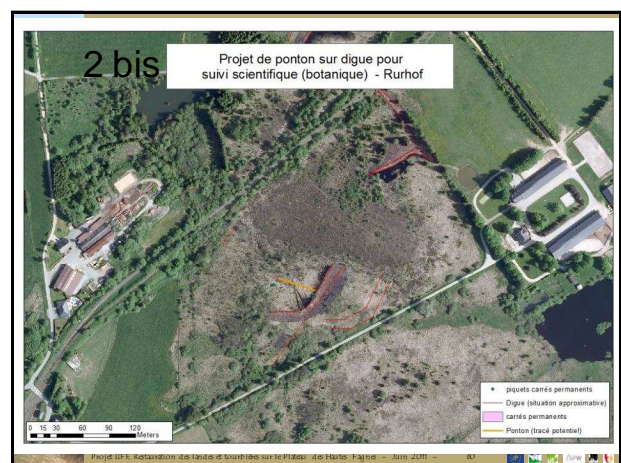 2 bis
Projet de ponton sur digue pour
suivi scientifique (botanique) - Rurhof
piquets carrés permanents
Digue (situation approximative)
carrés permanents
Ponton (tracé potentiel)
0 15 30 60 90 120
Meters
Projet LIFE Restauration des landes et tourbières sur le Plateau des Hautes Fagnes – Juin 2011 –